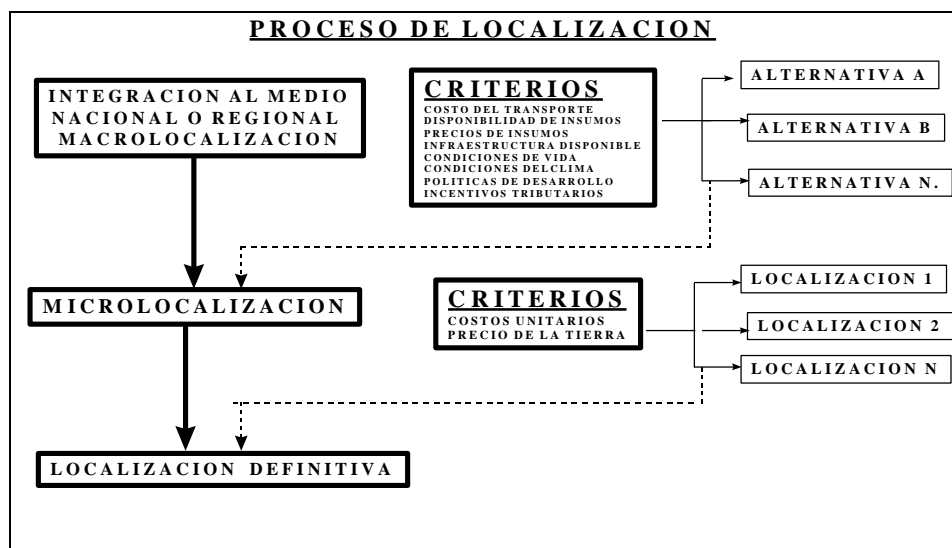 PROCESO DE LOCALIZACION
INTEGRACION AL MEDIO
NACIONAL O REGIONAL
MACROLOCALIZACION
CRITERIOS
COSTO DEL TRANSPORTE
DISPONIBILIDAD DE INSUMOS
PRECIOS DE INSUMOS
INFRAESTRUCTURA DISPONIBLE
CONDICIONES DE VIDA
CONDICIONES DEL CLIMA
POLITICAS DE DESARROLLO
INCENTIVOS TRIBUTARIOS
ALTERNATIVA A
ALTERNATIVA B
ALTERNATIVA N.
MICROLOCALIZACION
CRITERIOS
COSTOS UNITARIOS
PRECIO DE LA TIERRA
LOCALIZACION 1
LOCALIZACION 2
LOCALIZACION N
LOCALIZACION DEFINITIVA